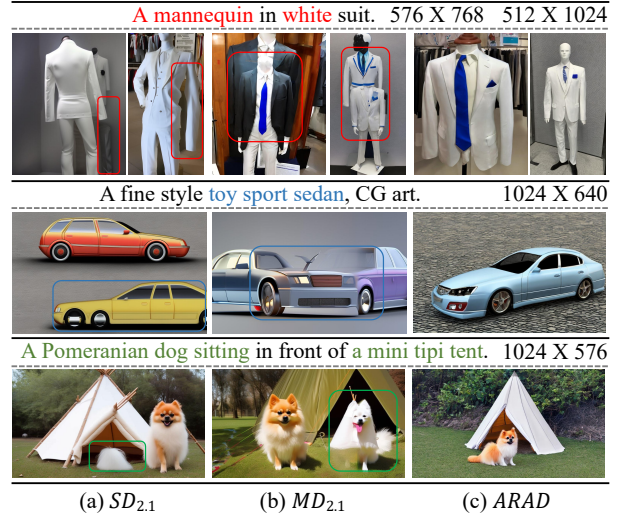 A mannequin in white suit. 576 X 768 512 X 1024
A fine style toy sport sedan, CG art. 1024 X 640
A Pomeranian dog sitting in front of a mini tipi tent. 1024 X 576
(a) SD2.1 (b) MD2.1 (c) ARAD